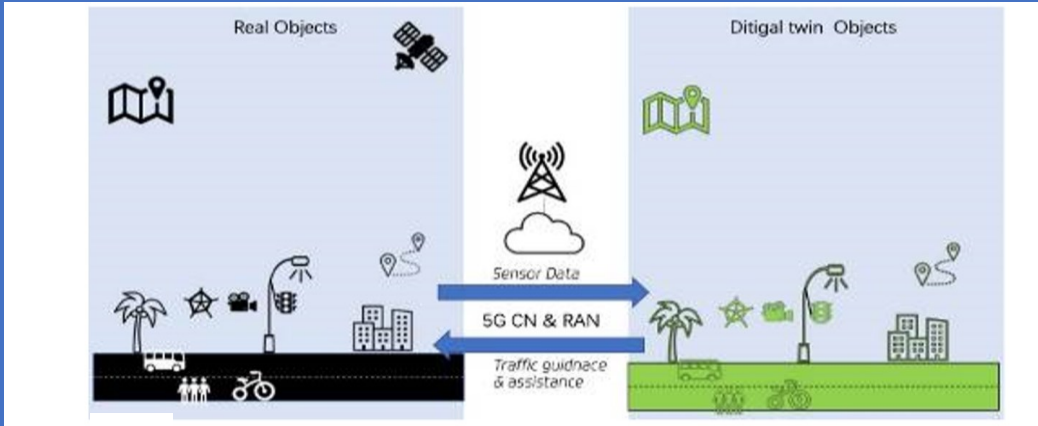 Real Objects
Ditigal twin Objects
Sensor Data
5G CN & RAN
Traffic guidnace
& assistance